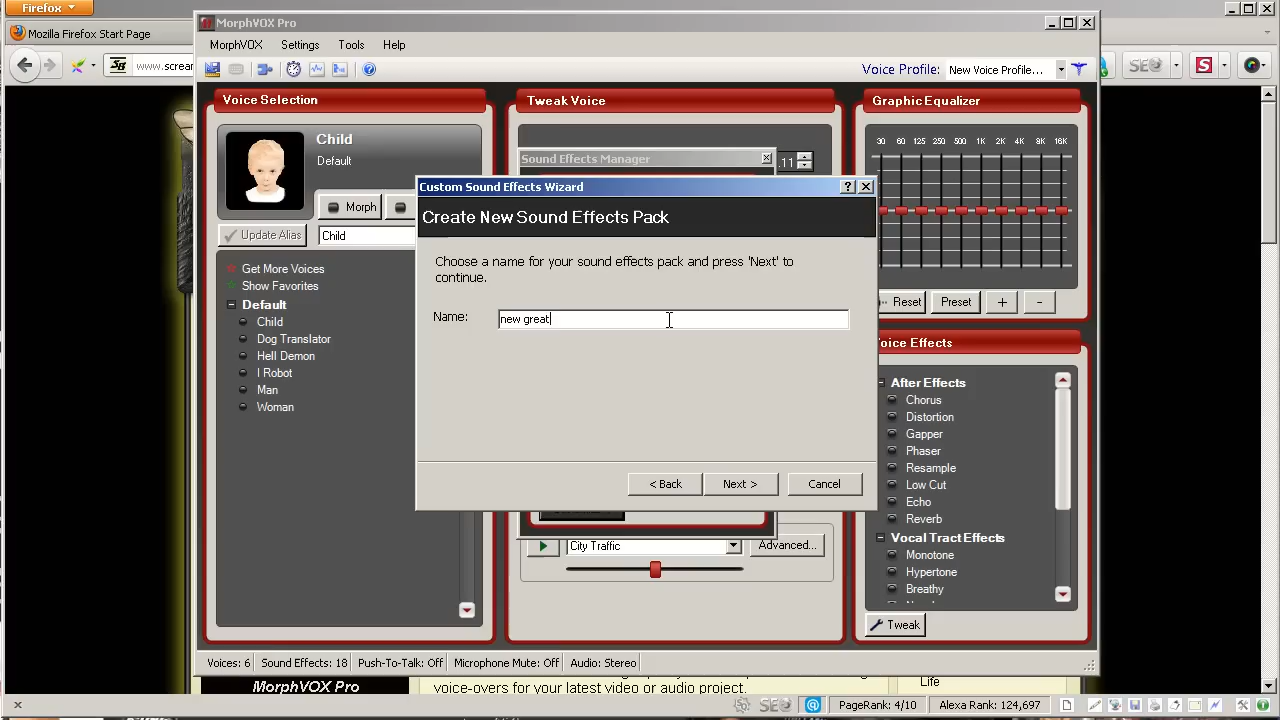 Firefox
MorphVOX Pro
Mozilla Firefox Start Page
MorphVOX Settings Tools Help
www.screar
Voice Profile: New Voice Profile...
SEO
Voice Selection
Tweak Voice
Graphic Equalizer
Child
Default
30 60 125 250 500 1K 2K 4K 8K 16K
Sound Effects Manager
.11
Custom Sound Effects Wizard
Morph
Create New Sound Effects Pack
Update Alias
Child
Choose a name for your sound effects pack and press 'Next' to
continue.
Get More Voices
Show Favorites
Default
Child
Dog Translator
Hell Demon
I Robot
Man
Woman
Name: new great
Reset Preset + -
Voice Effects
After Effects
Chorus
Distortion
Gapper
Phaser
Resample
Low Cut
Echo
Reverb
Vocal Tract Effects
Monotone
Hypertone
Breathy
< Back Next > Cancel
City Traffic
Advanced...
Tweak
Voices: 6 Sound Effects: 18 Push-To-Talk: Off Microphone Mute: Off Audio: Stereo
MorphVOX Pro
voice-overs for your latest video or audio project.
Life
SEO PageRank: 4/10 Alexa Rank: 124,697